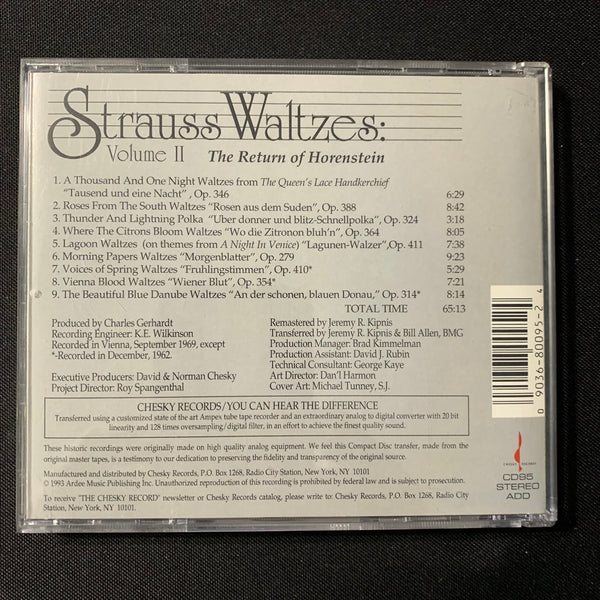 Strauss Waltzes:
Volume II The Return of Horenstein
1. A Thousand And One Night Waltzes from The Queen's Lace Handkerchief
"Tausend und eine Nacht", Op. 346 6:29
2. Roses From The South Waltzes "Rosen aus dem Suden", Op. 388 8:42
3. Thunder And Lightning Polka "Uber donner und blitz-Schnellpolka", Op. 324 3:18
4. Where The Citrons Bloom Waltzes "Wo die Zitronon bluh'n", Op. 364 8:05
5. Lagoon Waltzes (on themes from A Night In Venice) "Lagunen-Walzer", Op. 411 7:38
6. Morning Papers Waltzes "Morgenblatter", Op. 279 9:23
7. Voices of Spring Waltzes "Fruhlingstimmen", Op. 410* 5:29
8. Vienna Blood Waltzes "Wiener Blut", Op. 354* 7:21
9. The Beautiful Blue Danube Waltzes "An der schonen, blauen Donau," Op. 314* 8:14
TOTAL TIME 65:13
Produced by Charles Gerhardt
Recording Engineer: K.E. Wilkinson
Recorded in Vienna, September 1969, except
*-Recorded in December, 1962.
Executive Producers: David & Norman Chesky
Project Director: Roy Spangenthal
Remastered by Jeremy R. Kipnis
Transferred by Jeremy R. Kipnis & Bill Allen, BMG
Production Manager: Brad Kimmelman
Production Assistant: David J. Rubin
Technical Consultant: George Kaye
Art Director: Dan'l Harmon
Cover Art: Michael Tunney, S.J.
CHESKY RECORDS/YOU CAN HEAR THE DIFFERENCE
Transferred using a customized state of the art Ampex tube tape recorder and an extraordinary analog to digital converter with 20 bit
linearity and 128 times oversampling/digital filter, in an effort to achieve the finest quality sound.
These historic recordings were originally made on high quality analog equipment. We feel this Compact Disc transfer, made from the
original master tapes, is a testimony to our dedication to preserving the fidelity and transparency of the original recording.
Manufactured and distributed by Chesky Records, P.O. Box 1268, Radio City Station, New York, NY 10101
© 1993 Ardee Music Publishing Inc. Unauthorized reproduction of this recording is prohibited by federal law and is subject to prosecution.
To receive "THE CHESKY RECORD" newsletter or Chesky Records catalog, please write to: Chesky Records, P.O. Box 1268, Radio City
Station, New York, NY 10101.
0 90368 00952 4
CHESKY RECORDS
CD95
STEREO
ADD